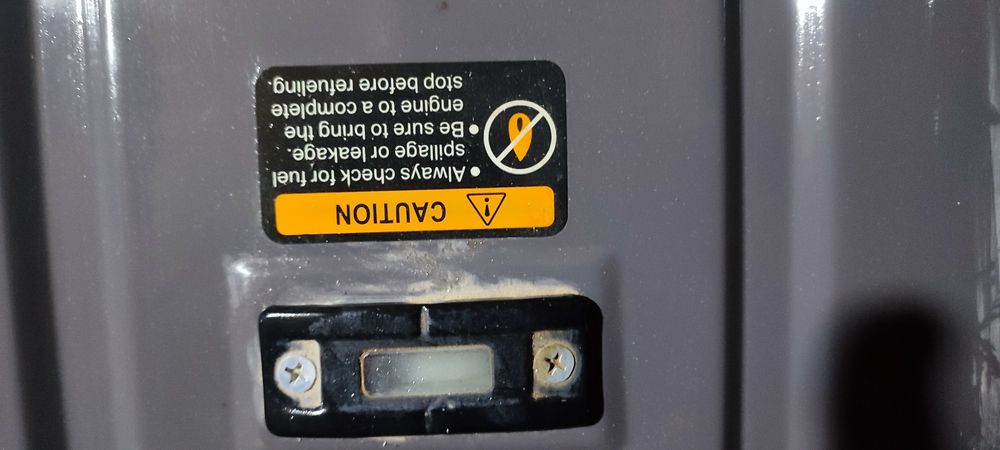 CAUTION
• Always check for fuel
spillage or leakage.
• Be sure to bring the
engine to a complete
stop before refueling.